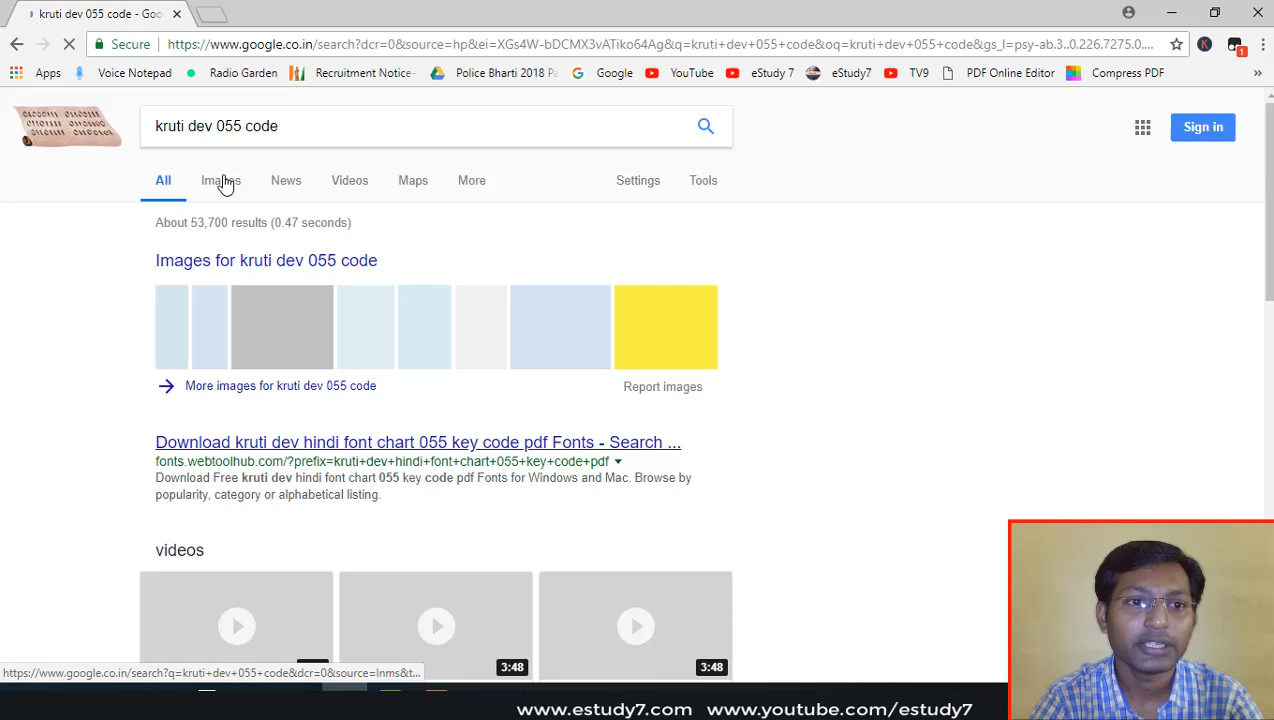 kruti dev 055 code - Goo
Secure https://www.google.co.in/search?dcr=0&source=hp&ei=XGs4W-bDCMX3vATiko64Ag&q=kruti+dev+055+code&oq=kruti+dev+055+code&gs_l=psy-ab.3..0.226.7275.0....
Apps Voice Notepad Radio Garden Recruitment Notice- Police Bharti 2018 Pa Google YouTube eStudy 7 eStudy7 TV9 PDF Online Editor Compress PDF »
kruti dev 055 code
Sign in
All Images News Videos Maps More Settings Tools
About 53,700 results (0.47 seconds)
Images for kruti dev 055 code
More images for kruti dev 055 code Report images
Download kruti dev hindi font chart 055 key code pdf Fonts - Search ...
fonts.webtoolhub.com/?prefix=kruti+dev+hindi+font+chart+055+key+code+pdf
Download Free kruti dev hindi font chart 055 key code pdf Fonts for Windows and Mac. Browse by
popularity, category or alphabetical listing.
videos
3:48 3:48
https://www.google.co.in/search?q=kruti+dev+055+code&dcr=0&source=lnms&t...
www.estudy7.com www.youtube.com/estudy7